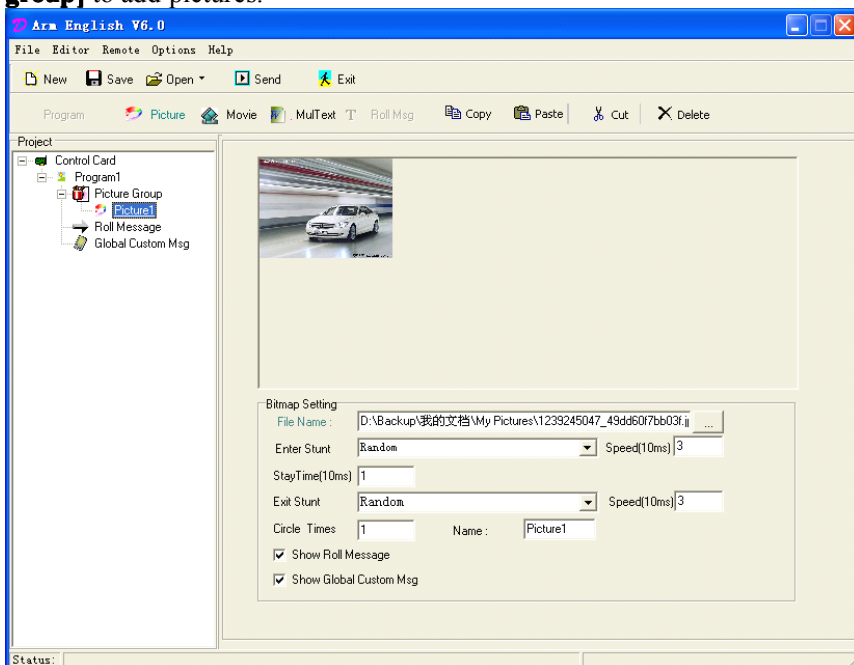 group] to add pictures.
Arm English V6.0
File Editor Remote Options Help
New Save Open Send Exit
Program Picture Movie . MulText T Roll Msg Copy Paste Cut Delete
Project
Control Card
Program1
Picture Group
Picture1
Roll Message
Global Custom Msg
Bitmap Setting
File Name : D:\Backup\我的文档\My Pictures\1239245047_49dd60f7bb03f.j ...
Enter Stunt Random Speed(10ms) 3
StayTime(10ms) 1
Exit Stunt Random Speed(10ms) 3
Circle Times 1 Name : Picture1
Show Roll Message
Show Global Custom Msg
Status: